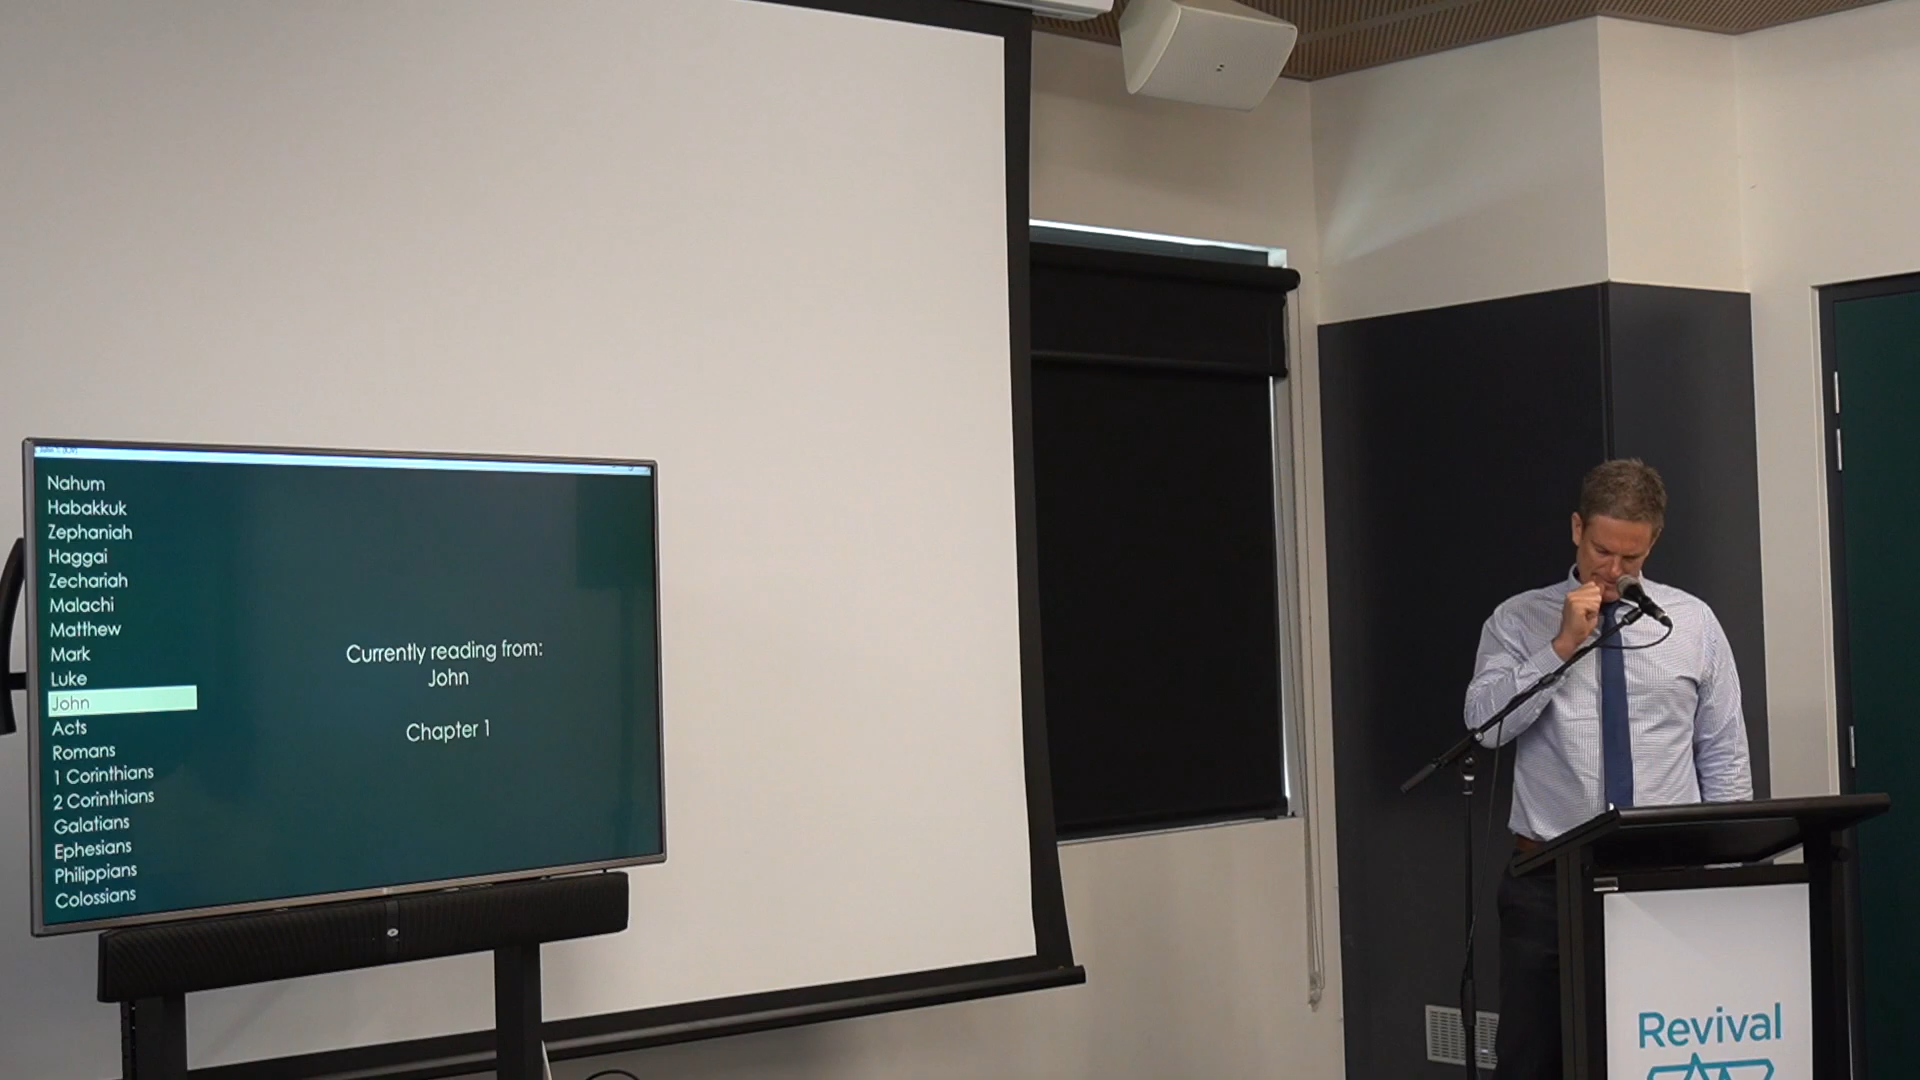 Nahum
Habakkuk
Zephaniah
Haggai
Zechariah
Malachi
Matthew
Mark
Luke
John
Acts
Romans
1 Corinthians
2 Corinthians
Galatians
Ephesians
Philippians
Colossians
Currently reading from:
John
Chapter 1
Revival